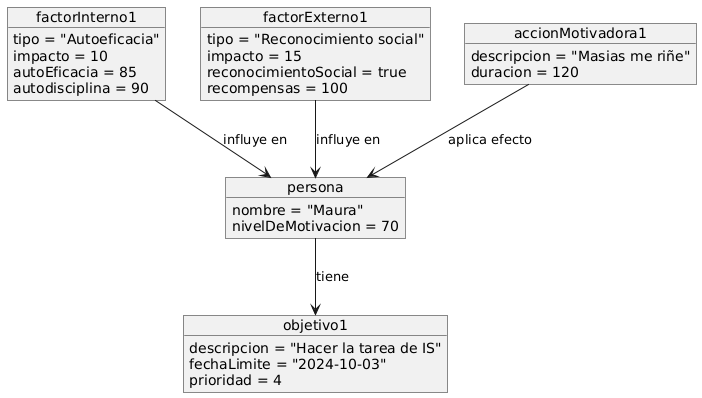 factorInterno1
tipo = "Autoeficacia"
impacto = 10
autoEficacia = 85
autodisciplina = 90
factorExterno1
tipo = "Reconocimiento social"
impacto = 15
reconocimientoSocial = true
recompensas = 100
accionMotivadora1
descripcion = "Masias me riñe"
duracion = 120
influye en
influye en
aplica efecto
persona
nombre = "Maura"
nivelDeMotivacion = 70
tiene
objetivo1
descripcion = "Hacer la tarea de IS"
fechaLimite = "2024-10-03"
prioridad = 4